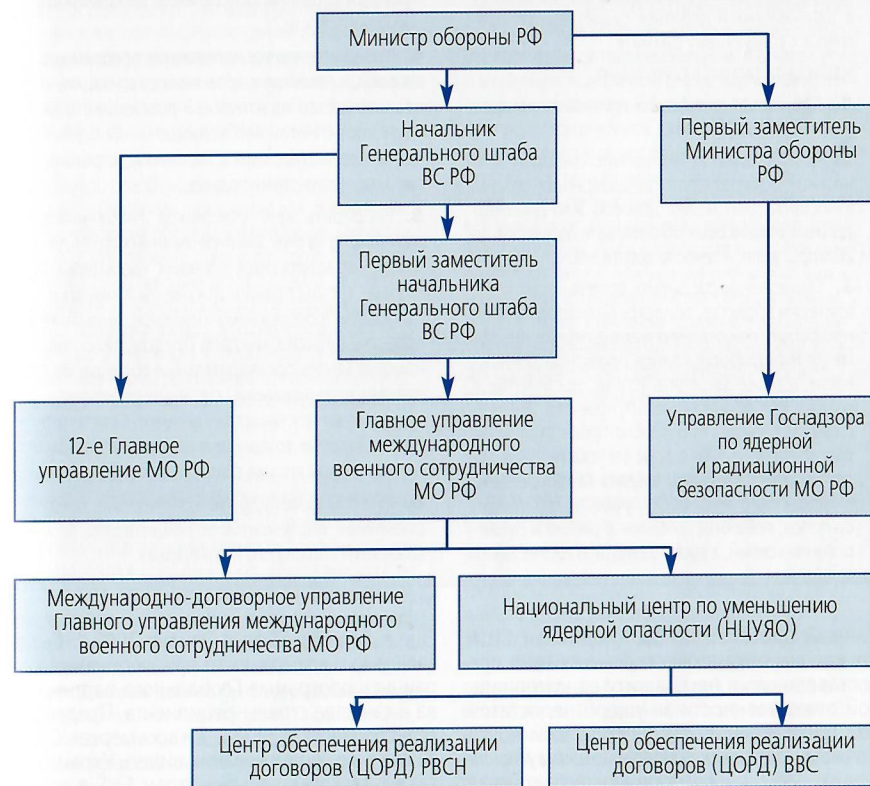 Министр обороны РФ
Начальник
Генерального штаба
ВС РФ
Первый заместитель
Министра обороны
РФ
Первый заместитель
начальника
Генерального штаба
ВС РФ
12-е Главное
управление МО РФ
Главное управление
международного
военного сотрудничества
МО РФ
Управление Госнадзора
по ядерной
и радиационной
безопасности МО РФ
Международно-договорное управление
Главного управления международного
военного сотрудничества МО РФ
Национальный центр по уменьшению
ядерной опасности (НЦУЯО)
Центр обеспечения реализации
договоров (ЦОРД) РВСН
Центр обеспечения реализации
договоров (ЦОРД) ВВС